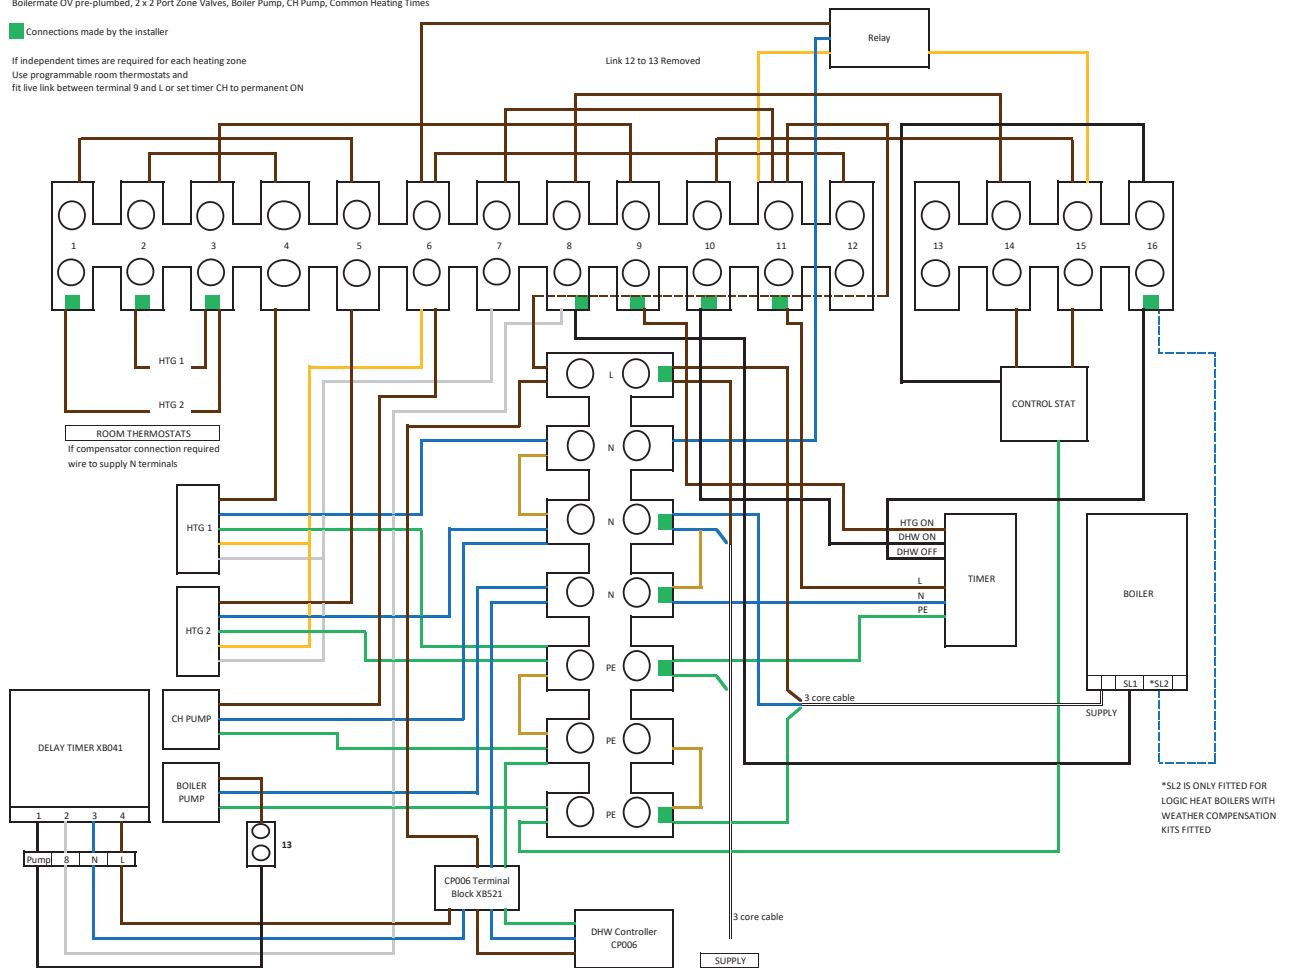 Boilermate OV pre-plumbed, 2 x 2 Port Zone Valves, Boiler Pump, CH Pump, Common Heating Times
Connections made by the installer
If independent times are required for each heating zone
Use programmable room thermostats and
fit live link between terminal 9 and L or set timer CH to permanent ON
Link 12 to 13 Removed
Relay
1 2 3 4 5 6 7 8 9 10 11 12 13 14 15 16
HTG 1
HTG 2
ROOM THERMOSTATS
If compensator connection required
wire to supply N terminals
L
N
N
N
PE
PE
PE
CONTROL STAT
HTG 1
HTG 2
CH PUMP
BOILER
PUMP
DELAY TIMER XB041
1 2 3 4
Pump 8 N L
13
HTG ON
DHW ON
DHW OFF
L
N
PE
TIMER
BOILER
SL1 *SL2
3 core cable
SUPPLY
*SL2 IS ONLY FITTED FOR
LOGIC HEAT BOILERS WITH
WEATHER COMPENSATION
KITS FITTED
CP006 Terminal
Block XB521
DHW Controller
CP006
3 core cable
SUPPLY